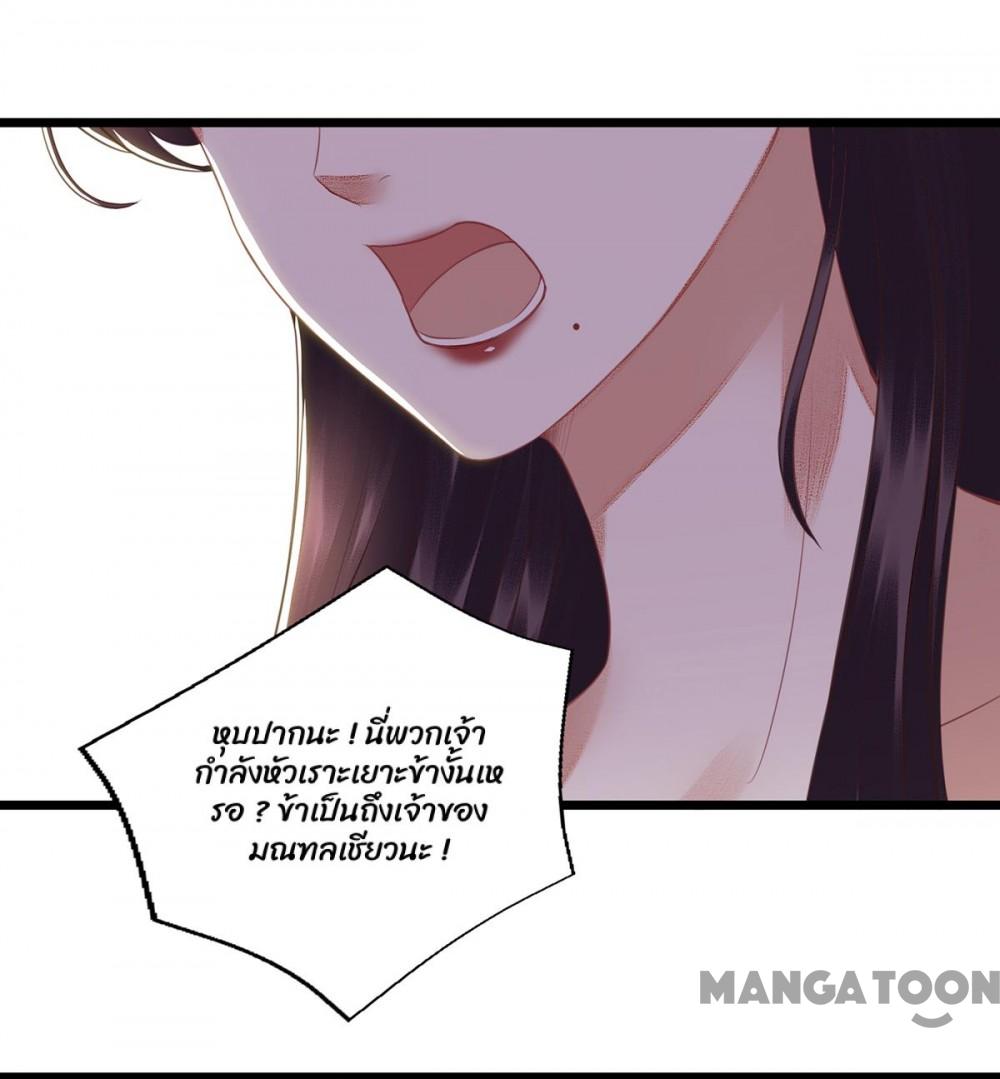 หุบปากนะ ! นี่พวกเจ้า
กำลังหัวเราะเยาะข้างั้นเห
รอ ? ข้าเป็นถึงเจ้าของ
มณฑลเชียวนะ !
MANGATOON